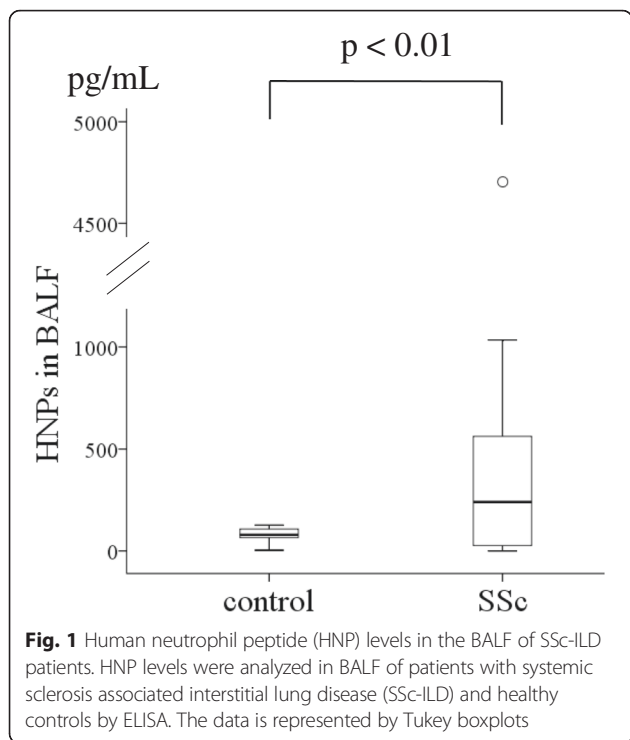 p < 0.01
pg/mL
5000
4500
HNPs in BALF
1000
500
0
control SSc
Fig. 1 Human neutrophil peptide (HNP) levels in the BALF of SSc-ILD
patients. HNP levels were analyzed in BALF of patients with systemic
sclerosis associated interstitial lung disease (SSc-ILD) and healthy
controls by ELISA. The data is represented by Tukey boxplots